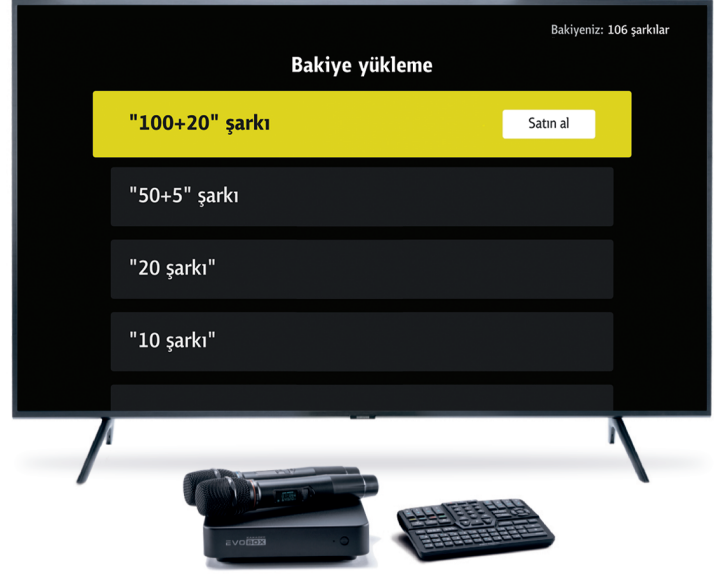 Bakiyeniz: 106 şarkılar
Bakiye yükleme
"100+20" şarkı
Satın al
"50+5" şarkı
"20 şarkı"
"10 şarkı"
EVOBOX